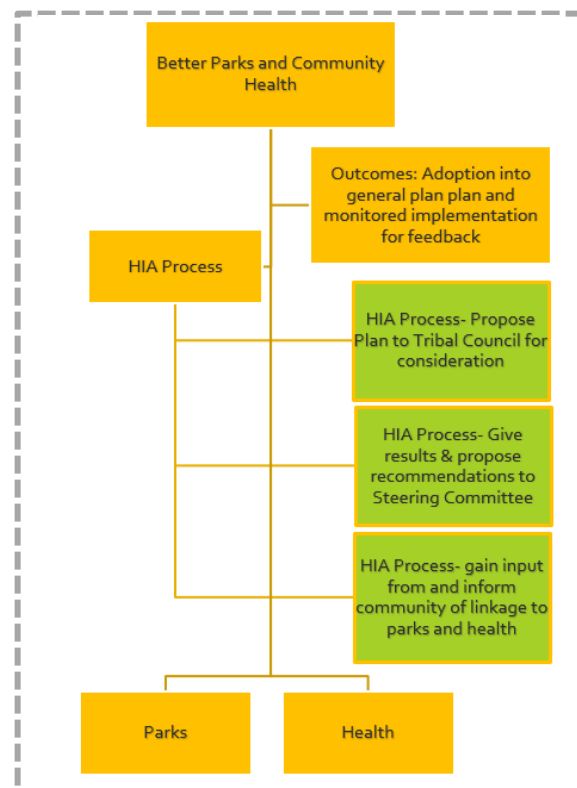 Better Parks and Community
Health
Outcomes: Adoption into
general plan plan and
monitored implementation
for feedback
HIA Process
HIA Process- Propose
Plan to Tribal Council for
consideration
HIA Process- Give
results & propose
recommendations to
Steering Committee
HIA Process- gain input
from and inform
community of linkage to
parks and health
Parks
Health